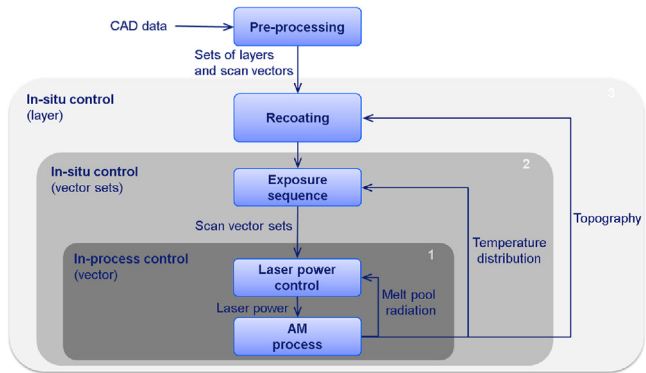 CAD data
Pre-processing
Sets of layers
and scan vectors
3
In-situ control
(layer)
Recoating
2
In-situ control
(vector sets)
Exposure
sequence
Topography
Scan vector sets
Temperature
distribution
1
In-process control
(vector)
Laser power
control
Melt pool
radiation
Laser power
AM
process